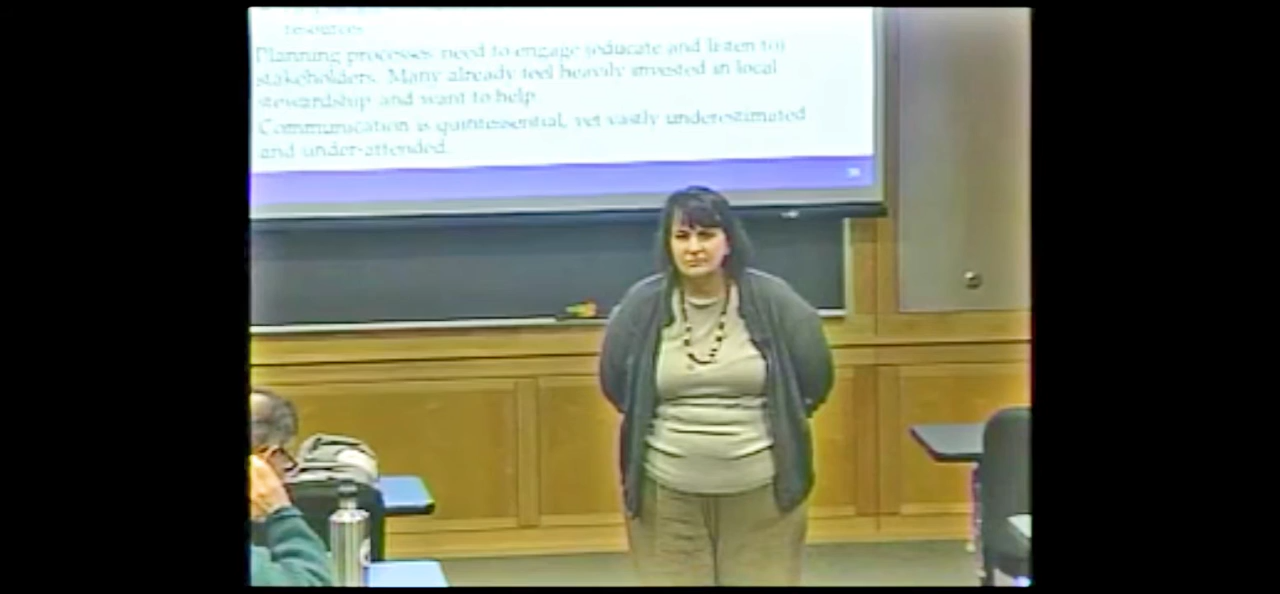 resources
Planning processes need to engage (educate and listen to)
stakeholders. Many already feel heavily invested in local
stewardship and want to help.
Communication is quintessential, yet vastly underestimated
and under-attended.